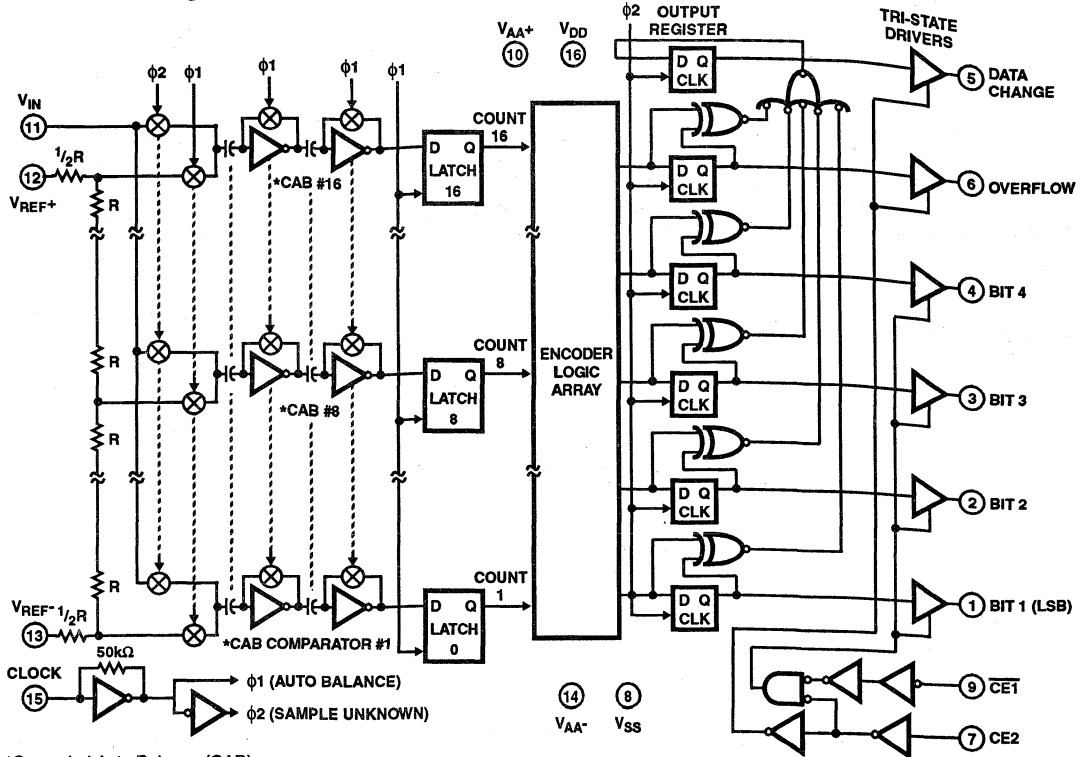 ϕ2
OUTPUT
REGISTER
TRI-STATE
DRIVERS
VAA+
10
VDD
16
D Q
CLK
5
DATA
CHANGE
ϕ2
ϕ1
ϕ1
ϕ1
ϕ1
VIN
11
1/2R
12
VREF+
R
*CAB #16
D Q
LATCH
16
COUNT
16
D Q
CLK
6
OVERFLOW
D Q
CLK
4
BIT 4
R
*CAB #8
D Q
LATCH
8
COUNT
8
ENCODER
LOGIC
ARRAY
D Q
CLK
3
BIT 3
R
D Q
CLK
2
BIT 2
R
VREF- 1/2R
13
*CAB COMPARATOR #1
D Q
LATCH
0
COUNT
1
D Q
CLK
1
BIT 1 (LSB)
50kΩ
CLOCK
15
ϕ1 (AUTO BALANCE)
ϕ2 (SAMPLE UNKNOWN)
14
VAA-
8
VSS
9
CE1
7
CE2